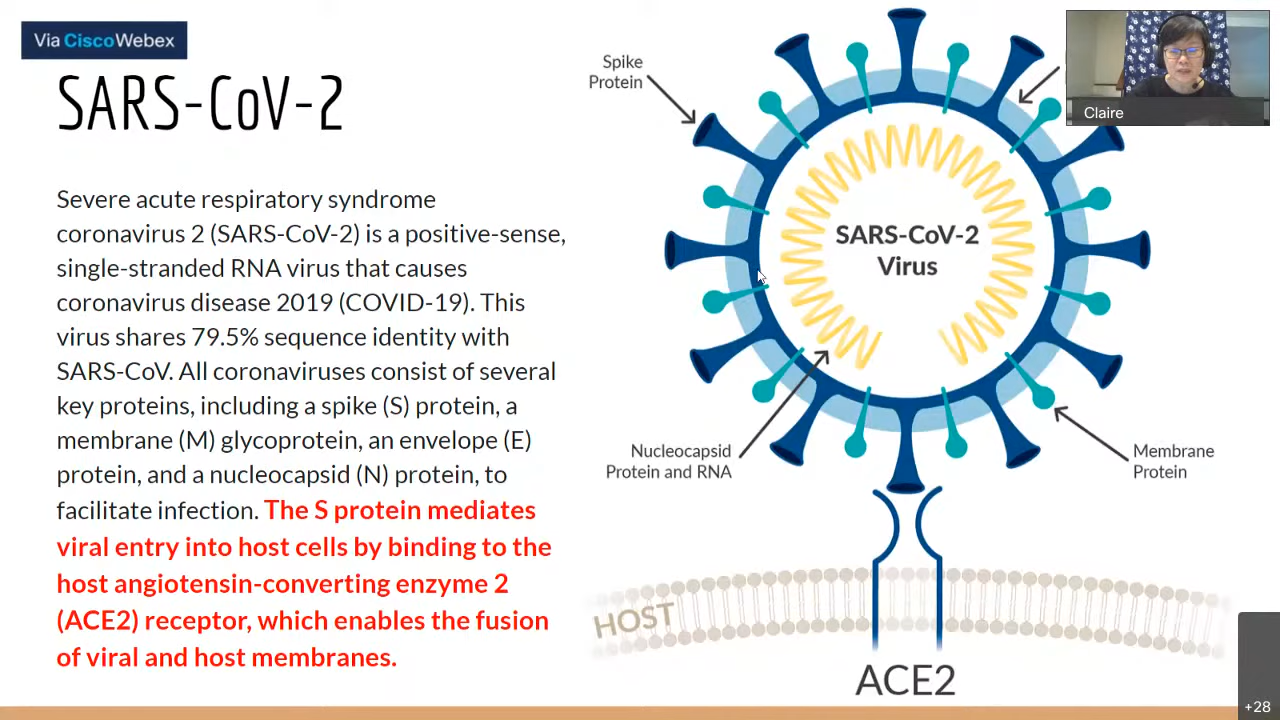 Via CiscoWebex
SARS-CoV-2
Severe acute respiratory syndrome
coronavirus 2 (SARS-CoV-2) is a positive-sense,
single-stranded RNA virus that causes
coronavirus disease 2019 (COVID-19). This
virus shares 79.5% sequence identity with
SARS-CoV. All coronaviruses consist of several
key proteins, including a spike (S) protein, a
membrane (M) glycoprotein, an envelope (E)
protein, and a nucleocapsid (N) protein, to
facilitate infection. The S protein mediates
viral entry into host cells by binding to the
host angiotensin-converting enzyme 2
(ACE2) receptor, which enables the fusion
of viral and host membranes.
Spike
Protein
Claire
SARS-CoV-2
Virus
Nucleocapsid
Protein and RNA
Membrane
Protein
HOST
ACE2
+28